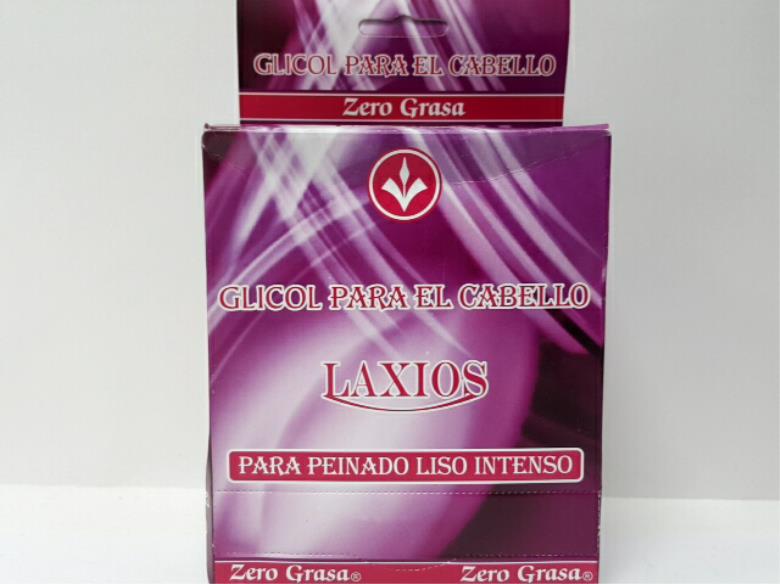 GLICOL PARA EL CABELLO
Zero Grasa
GLICOL PARA EL CABELLO
LAXIOS
PARA PEINADO LISO INTENSO
Zero Grasa® Zero Grasa®